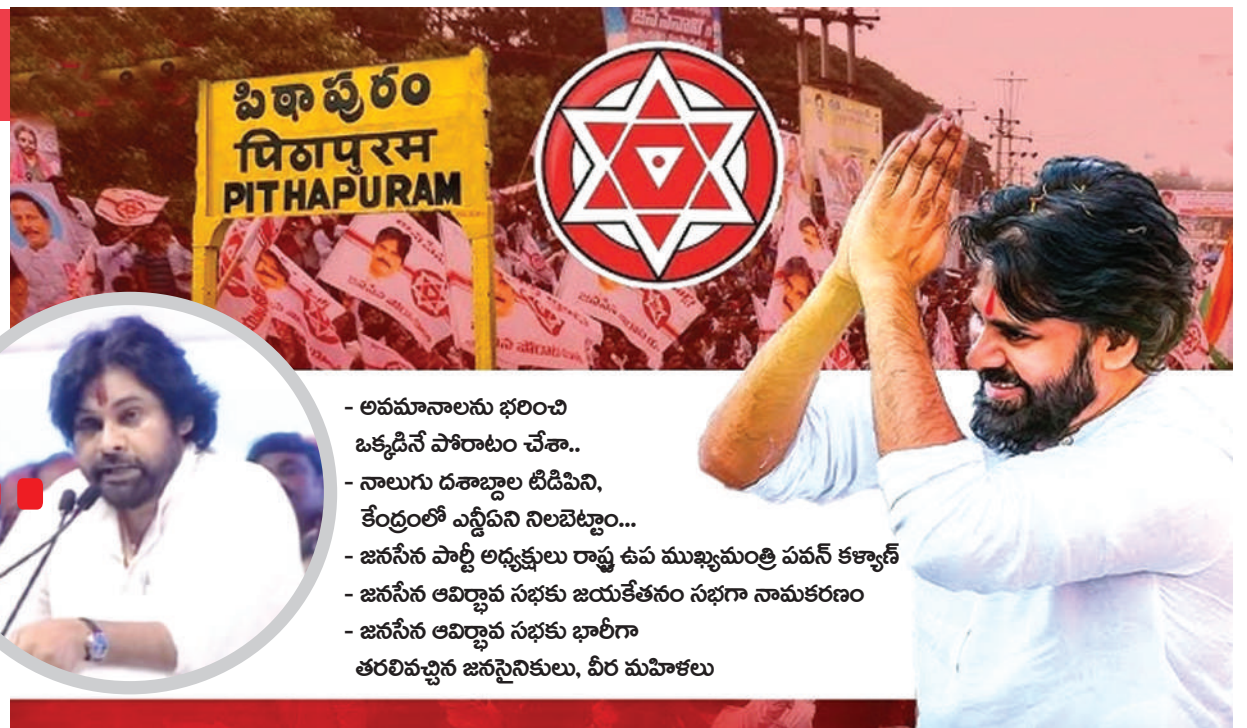 పిఠాపురం
पिठापुरम
PITHAPURAM
- అవమానాలను భరించి
ఒక్కడినే పోరాటం చేశా..
- నాలుగు దశాబ్దాల టిడిపిని,
కేంద్రంలో ఎన్డీఏని నిలబెట్టాం...
- జనసేన పార్టీ అధ్యక్షులు రాష్ట్ర ఉప ముఖ్యమంత్రి పవన్ కళ్యాణ్
- జనసేన ఆవిర్భావ సభకు జయకేతనం సభగా నామకరణం
- జనసేన ఆవిర్భావ సభకు భారీగా
తరలివచ్చిన జనసైనికులు, వీర మహిళలు